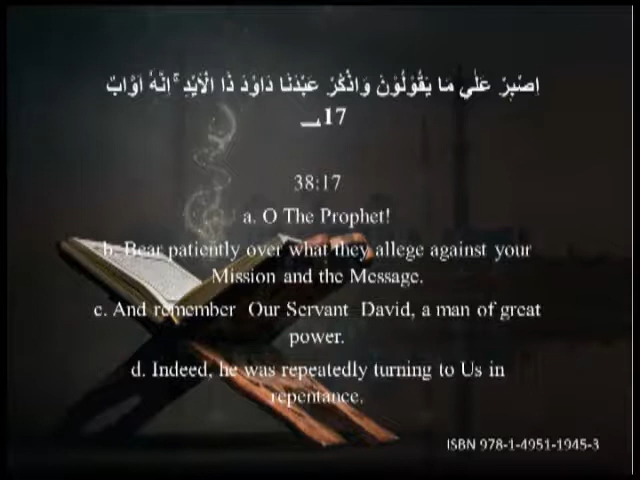 اِصْبِرْ عَلٰي مَا يَقُوْلُوْنَ وَاذْكُرْ عَبْدَنَا دَاوٗدَ ذَا الْاَيْدِ ۚ اِنَّهٗٓ اَوَّابٌ
17؀
38:17
a. O The Prophet!
b. Bear patiently over what they allege against your
Mission and the Message.
c. And remember Our Servant David, a man of great
power.
d. Indeed, he was repeatedly turning to Us in
repentance.
ISBN 978-1-4951-1945-3